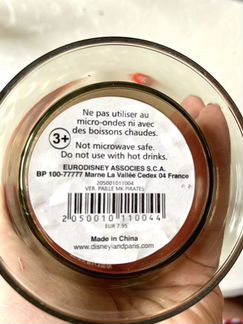 Ne pas utiliser au
micro-ondes ni avec
des boissons chaudes.
3+
Not microwave safe.
Do not use with hot drinks.
EURODISNEY ASSOCIES S.C.A.
BP 100-77777 Marne La Vallée Cedex 04 France
205001011004
VER. PAILLE MK PIRATES
2 050010 110044
EUR 7,95
Made in China
www.disneylandparis.com